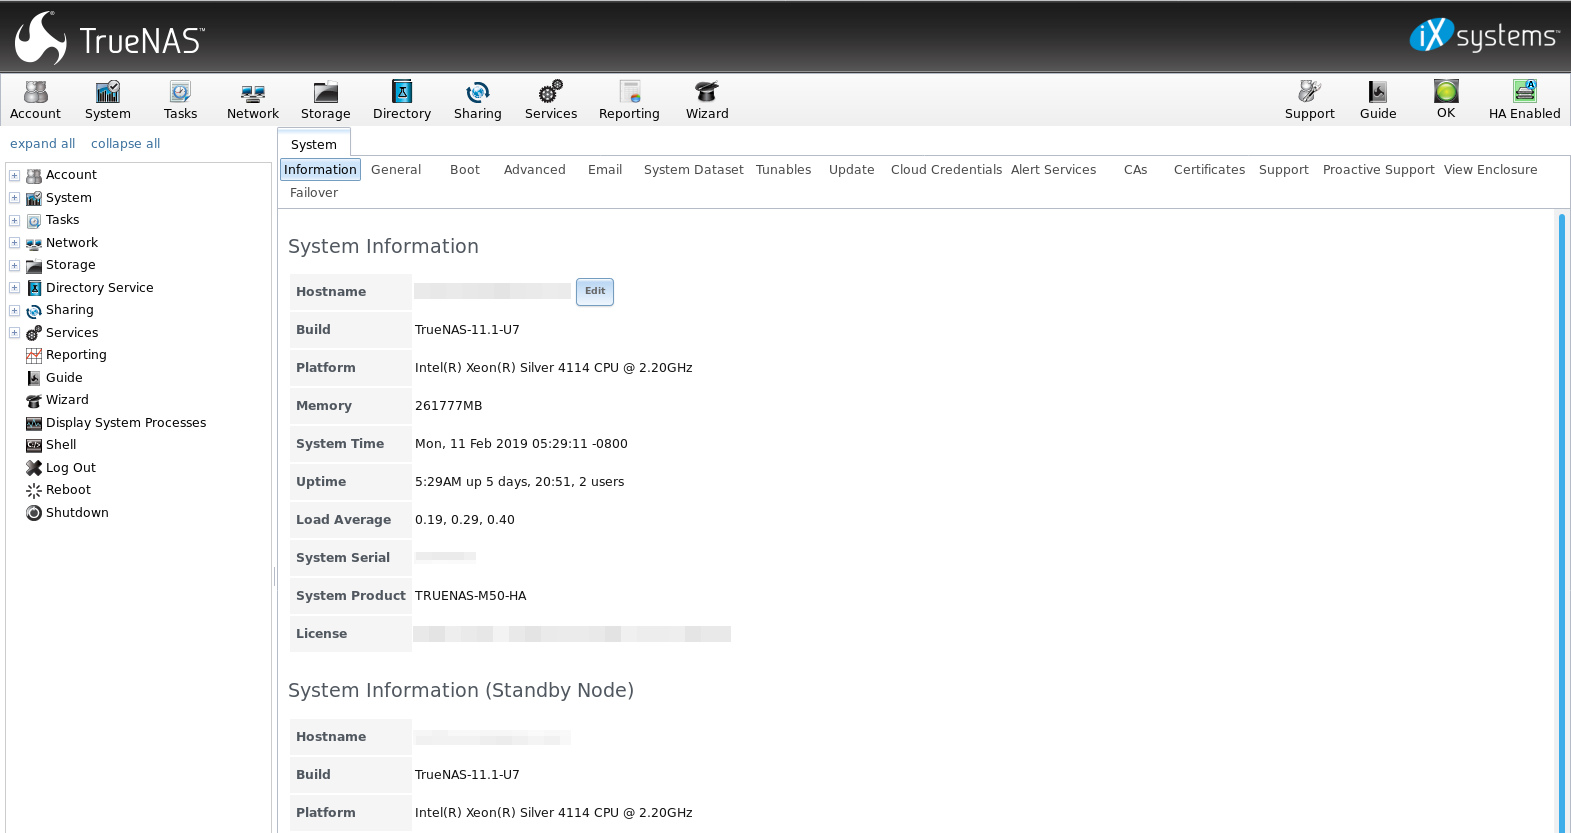 TrueNAS™
iXsystems™
Account System Tasks Network Storage Directory Sharing Services Reporting Wizard Support Guide OK HA Enabled
expand all collapse all
Account
System
Tasks
Network
Storage
Directory Service
Sharing
Services
Reporting
Guide
Wizard
Display System Processes
Shell
Log Out
Reboot
Shutdown
System
Information General Boot Advanced Email System Dataset Tunables Update Cloud Credentials Alert Services CAs Certificates Support Proactive Support View Enclosure
Failover
System Information
Hostname Edit
Build TrueNAS-11.1-U7
Platform Intel(R) Xeon(R) Silver 4114 CPU @ 2.20GHz
Memory 261777MB
System Time Mon, 11 Feb 2019 05:29:11 -0800
Uptime 5:29AM up 5 days, 20:51, 2 users
Load Average 0.19, 0.29, 0.40
System Serial
System Product TRUENAS-M50-HA
License
System Information (Standby Node)
Hostname
Build TrueNAS-11.1-U7
Platform Intel(R) Xeon(R) Silver 4114 CPU @ 2.20GHz